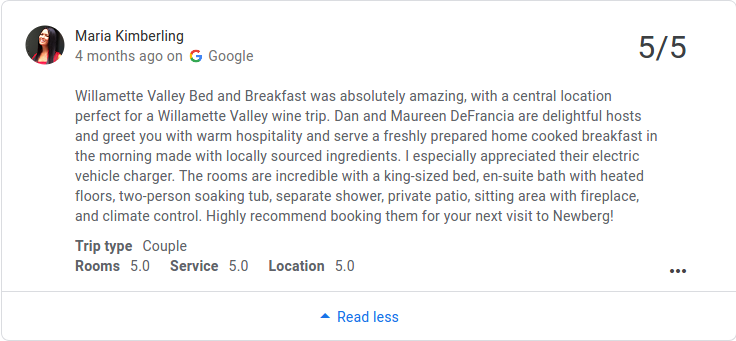 Maria Kimberling
4 months ago on Google
5/5
Willamette Valley Bed and Breakfast was absolutely amazing, with a central location
perfect for a Willamette Valley wine trip. Dan and Maureen DeFrancia are delightful hosts
and greet you with warm hospitality and serve a freshly prepared home cooked breakfast in
the morning made with locally sourced ingredients. I especially appreciated their electric
vehicle charger. The rooms are incredible with a king-sized bed, en-suite bath with heated
floors, two-person soaking tub, separate shower, private patio, sitting area with fireplace,
and climate control. Highly recommend booking them for your next visit to Newberg!
Trip type Couple
Rooms 5.0 Service 5.0 Location 5.0
Read less